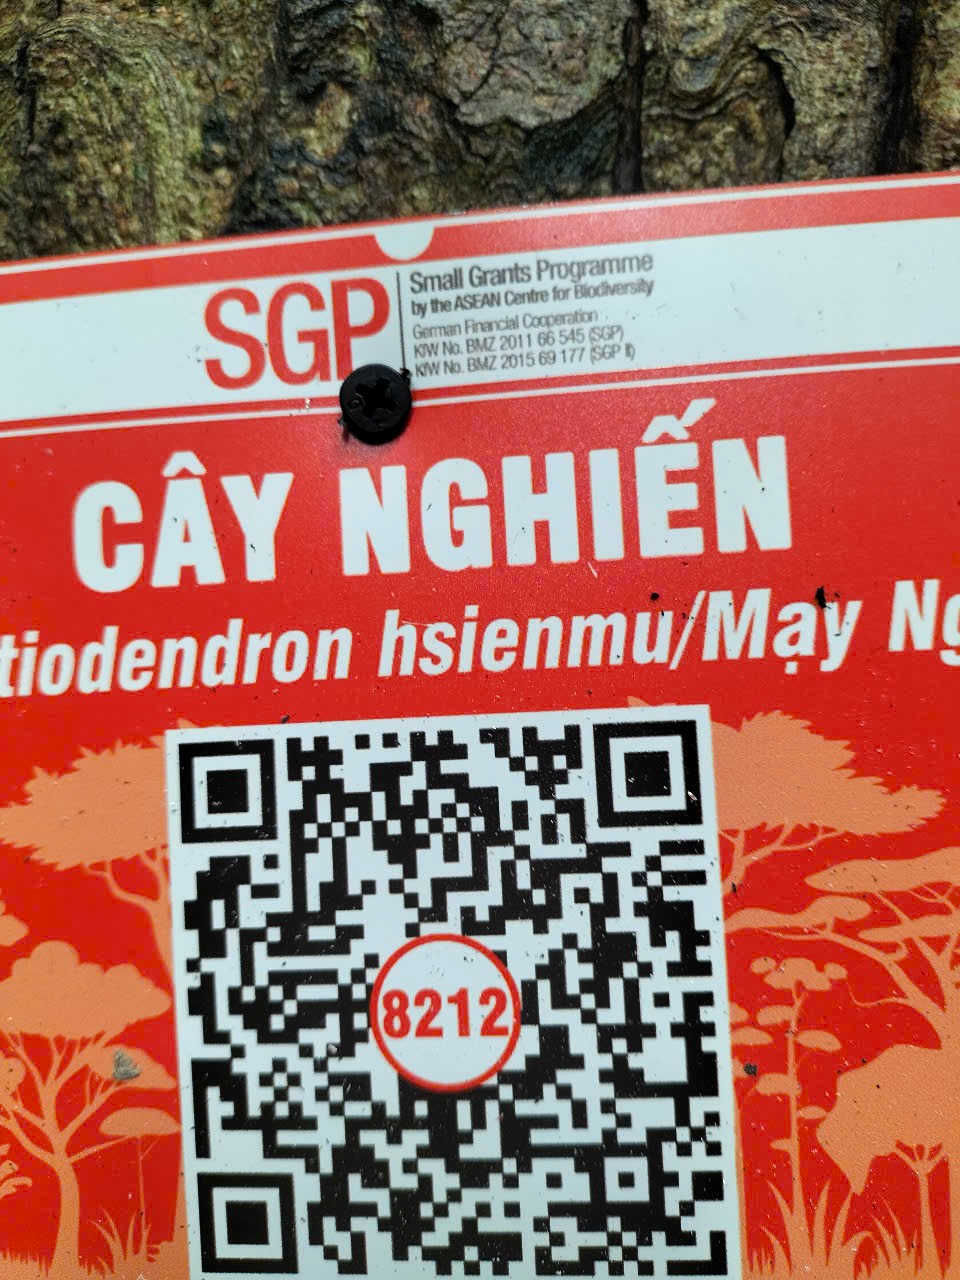 SGP
Small Grants Programme
by the ASEAN Centre for Biodiversity
German Financial Cooperation
KfW No. BMZ 2011 66 545 (SGP)
KfW No. BMZ 2015 69 177 (SGP II)
CÂY NGHIẾN
tiodendron hsienmu/Mạy Ng
8212